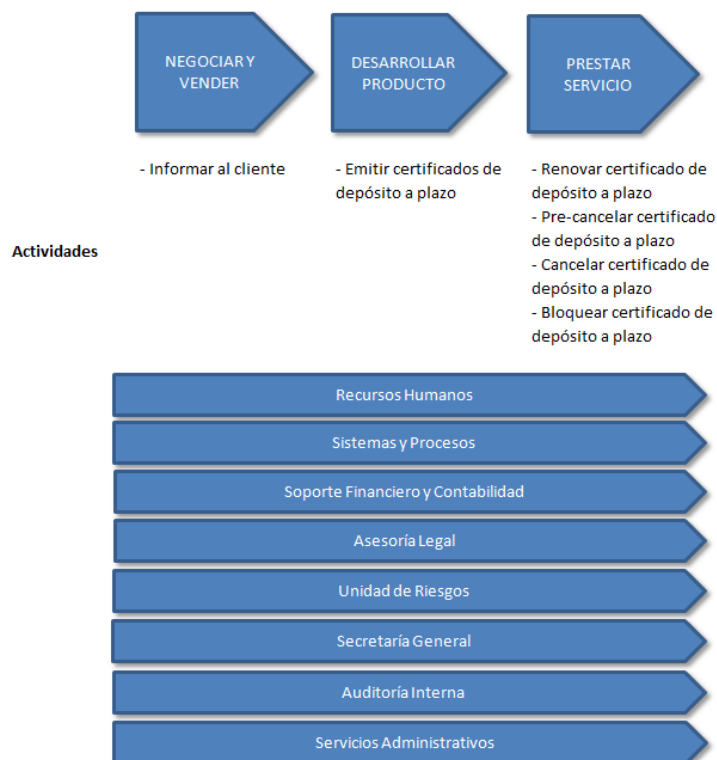 NEGOCIAR Y
VENDER
DESARROLLAR
PRODUCTO
PRESTAR
SERVICIO
Actividades
- Informar al cliente
- Emitir certificados de
depósito a plazo
- Renovar certificado de
depósito a plazo
- Pre-cancelar certificado
de depósito a plazo
- Cancelar certificado de
depósito a plazo
- Bloquear certificado de
depósito a plazo
Recursos Humanos
Sistemas y Procesos
Soporte Financiero y Contabilidad
Asesoría Legal
Unidad de Riesgos
Secretaría General
Auditoría Interna
Servicios Administrativos